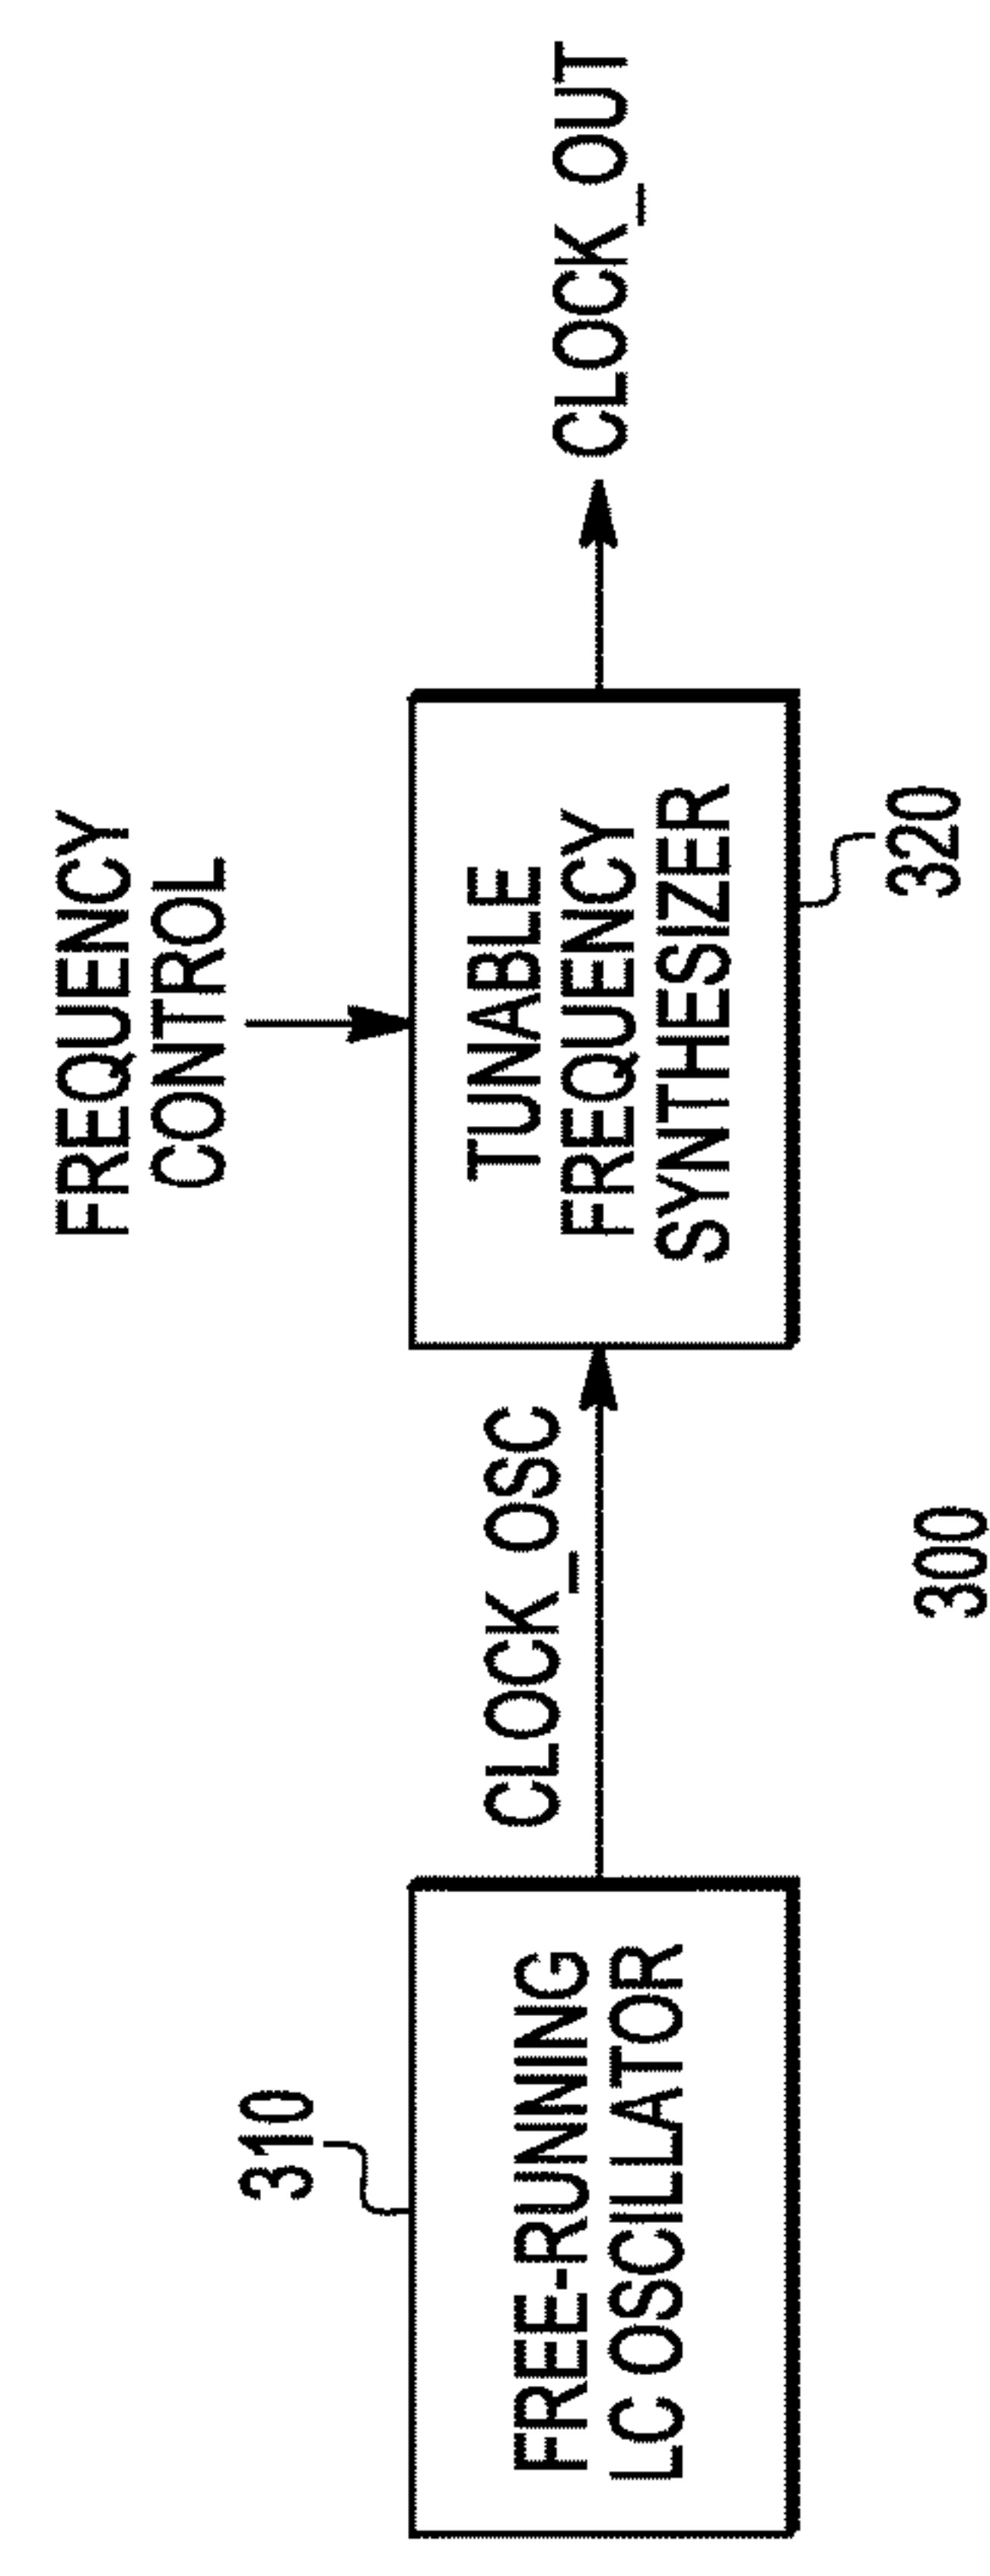 FREQUENCY
CONTROL
310
FREE-RUNNING
LC OSCILLATOR
CLOCK_OSC
TUNABLE
FREQUENCY
SYNTHESIZER
CLOCK_OUT
320
300